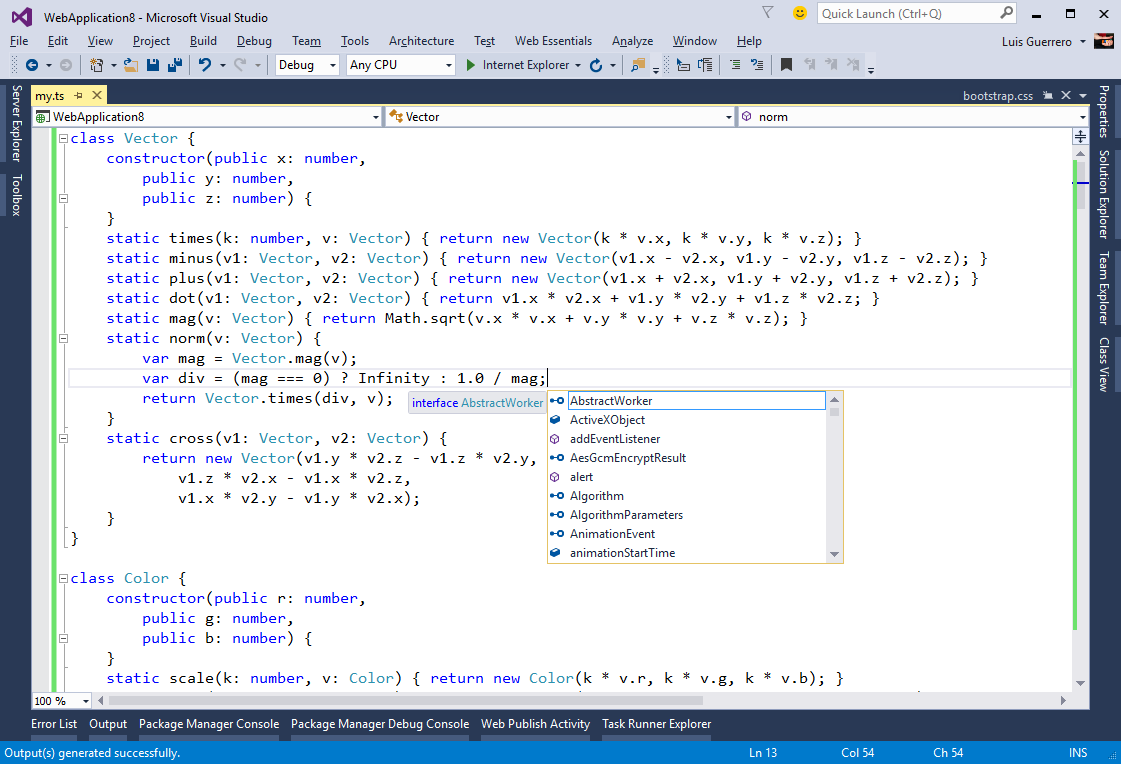 WebApplication8 - Microsoft Visual Studio
Quick Launch (Ctrl+Q)
File Edit View Project Build Debug Team Tools Architecture Test Web Essentials Analyze Window Help
Luis Guerrero
Debug Any CPU Internet Explorer
Server Explorer
Toolbox
my.ts
bootstrap.css
WebApplication8 Vector norm
class Vector {
constructor(public x: number,
public y: number,
public z: number) {
}
static times(k: number, v: Vector) { return new Vector(k * v.x, k * v.y, k * v.z); }
static minus(v1: Vector, v2: Vector) { return new Vector(v1.x - v2.x, v1.y - v2.y, v1.z - v2.z); }
static plus(v1: Vector, v2: Vector) { return new Vector(v1.x + v2.x, v1.y + v2.y, v1.z + v2.z); }
static dot(v1: Vector, v2: Vector) { return v1.x * v2.x + v1.y * v2.y + v1.z * v2.z; }
static mag(v: Vector) { return Math.sqrt(v.x * v.x + v.y * v.y + v.z * v.z); }
static norm(v: Vector) {
var mag = Vector.mag(v);
var div = (mag === 0) ? Infinity : 1.0 / mag;
return Vector.times(div, v);
}
static cross(v1: Vector, v2: Vector) {
return new Vector(v1.y * v2.z - v1.z * v2.y,
v1.z * v2.x - v1.x * v2.z,
v1.x * v2.y - v1.y * v2.x);
}
}
class Color {
constructor(public r: number,
public g: number,
public b: number) {
}
static scale(k: number, v: Color) { return new Color(k * v.r, k * v.g, k * v.b); }
interface AbstractWorker
AbstractWorker
ActiveXObject
addEventListener
AesGcmEncryptResult
alert
Algorithm
AlgorithmParameters
AnimationEvent
animationStartTime
Properties
Solution Explorer
Team Explorer
Class View
100 %
Error List Output Package Manager Console Package Manager Debug Console Web Publish Activity Task Runner Explorer
Output(s) generated successfully. Ln 13 Col 54 Ch 54 INS